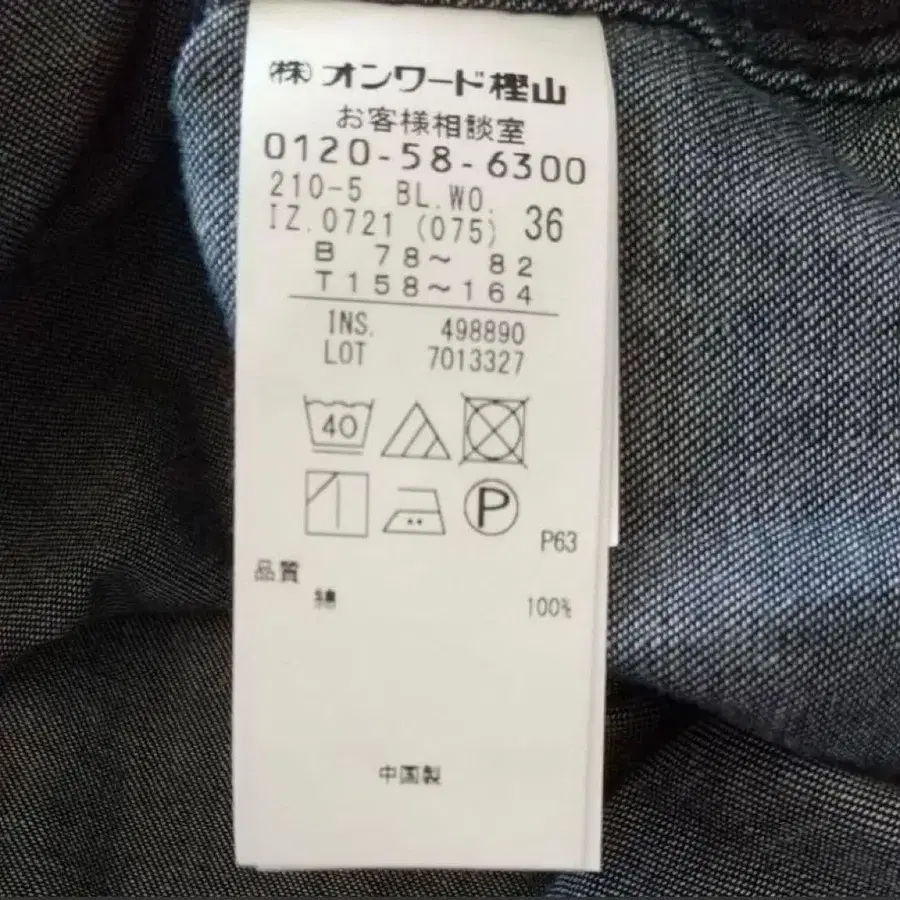 (株)オンワード樫山
お客様相談室
0120-58-6300
210-5 BL.WO. 36
IZ.0721 (075)
B 78～ 82
T158～164
INS. 498890
LOT 7013327
40
P
P63
品質
綿 100%
中国製